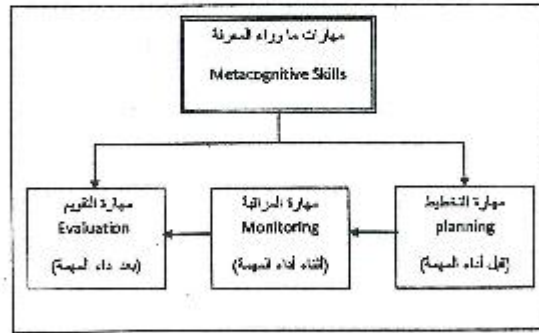 مهارات ما وراء المعرفة
Metacognitive Skills
مهارة التخطيط
planning
(قبل أداء المهمة)
مهارة المراقبة
Monitoring
(أثناء أداء المهمة)
مهارة التقويم
Evaluation
(بعد داء المهمة)